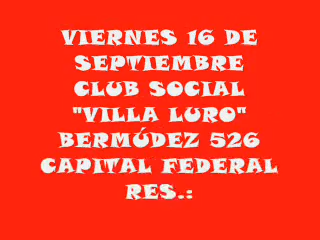 VIERNES 16 DE
SEPTIEMBRE
CLUB SOCIAL
"VILLA LURO"
BERMÚDEZ 526
CAPITAL FEDERAL
RES.: